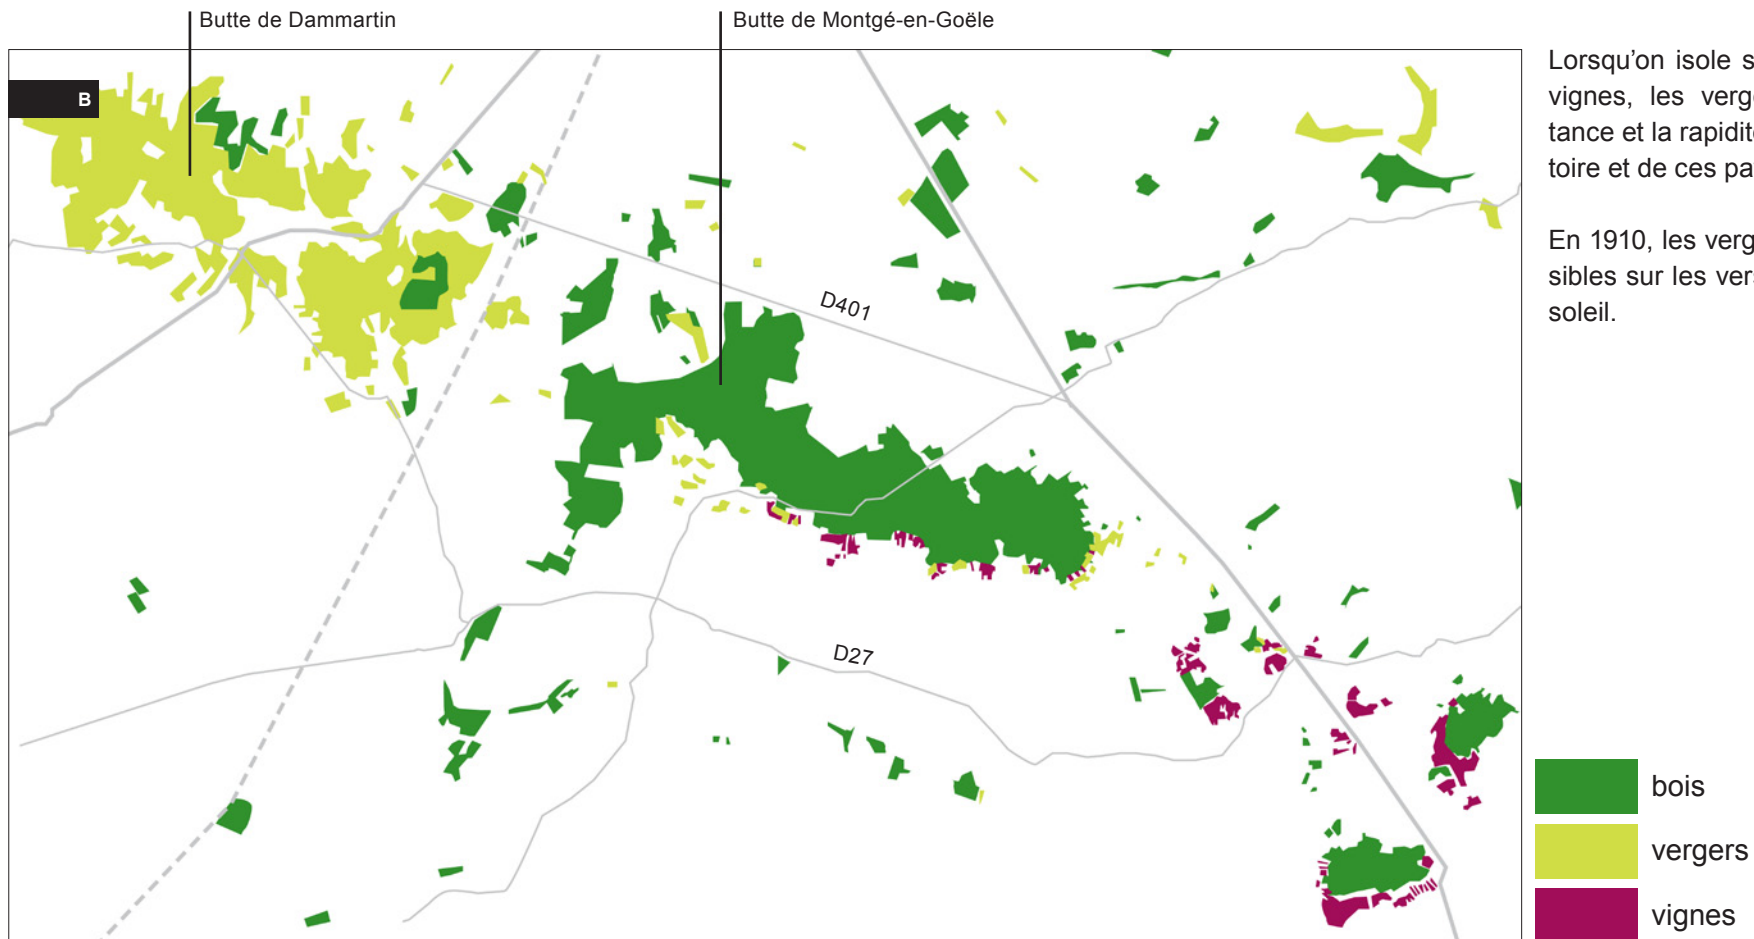 Butte de Dammartin
Butte de Montgé-en-Goële
B
D401
D27
Lorsqu’on isole s
vignes, les verg
tance et la rapidit
toire et de ces pa
En 1910, les verg
sibles sur les vers
soleil.
bois
vergers
vignes